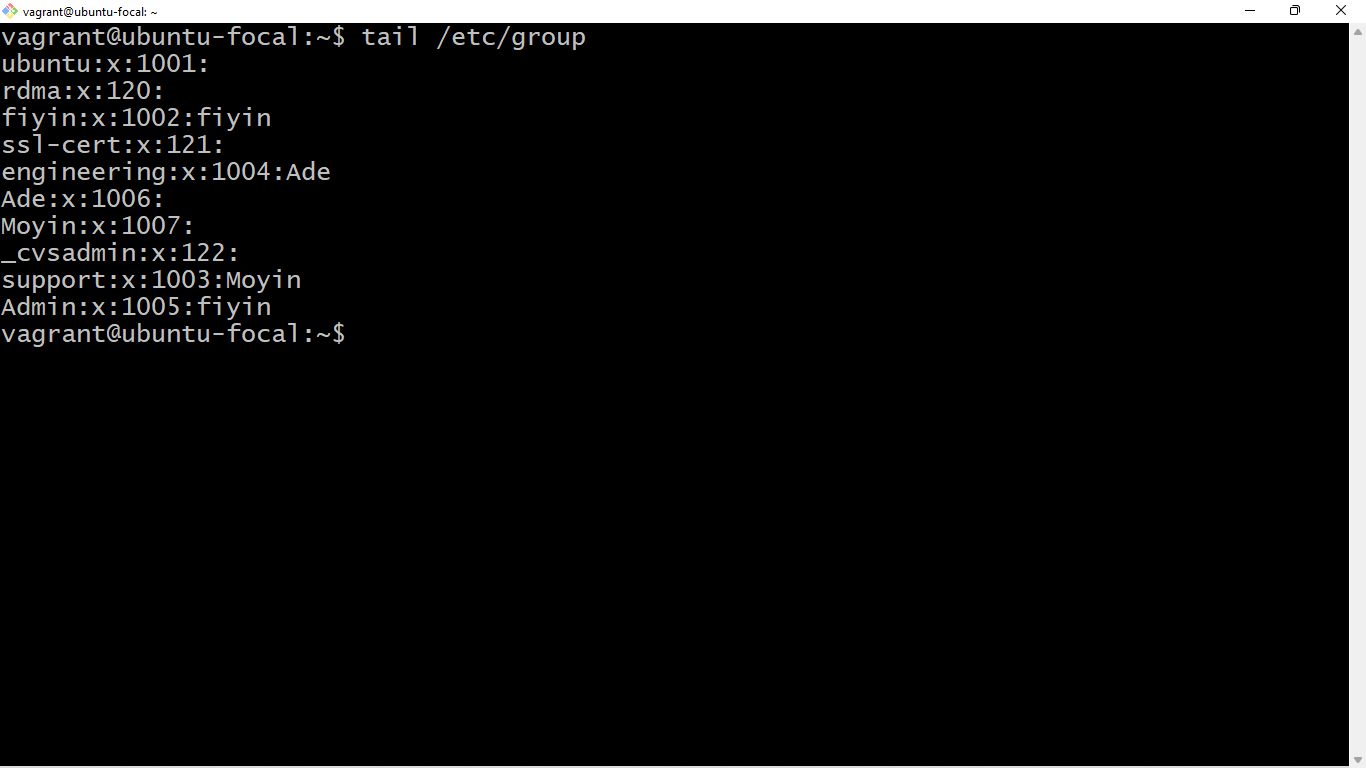 vagrant@ubuntu-focal: ~
vagrant@ubuntu-focal:~$ tail /etc/group
ubuntu:x:1001:
rdma:x:120:
fiyin:x:1002:fiyin
ssl-cert:x:121:
engineering:x:1004:Ade
Ade:x:1006:
Moyin:x:1007:
_cvsadmin:x:122:
support:x:1003:Moyin
Admin:x:1005:fiyin
vagrant@ubuntu-focal:~$